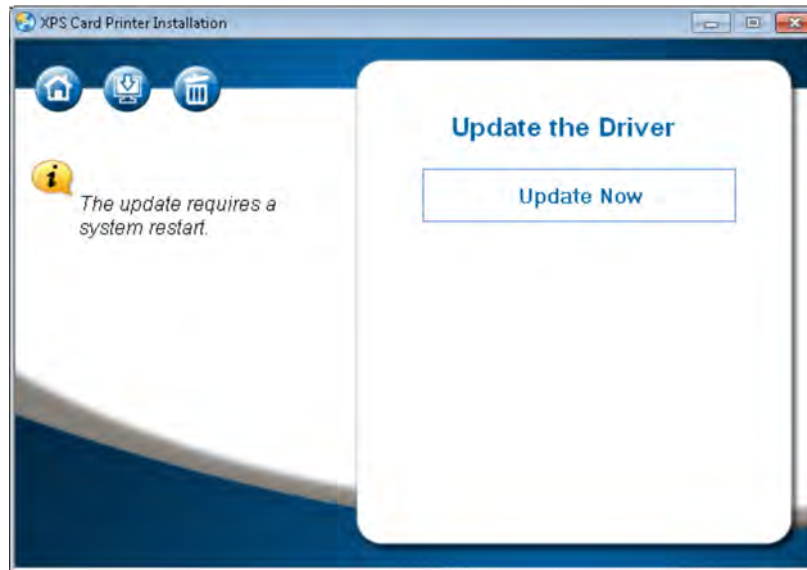 XPS Card Printer Installation
Update the Driver
Update Now
The update requires a
system restart.